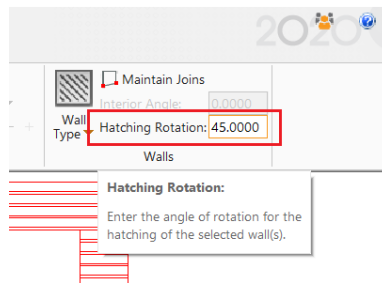 2020
?
Maintain Joins
Interior Angle: 0.0000
Wall
Type
Hatching Rotation: 45.0000
Walls
Hatching Rotation:
Enter the angle of rotation for the
hatching of the selected wall(s).